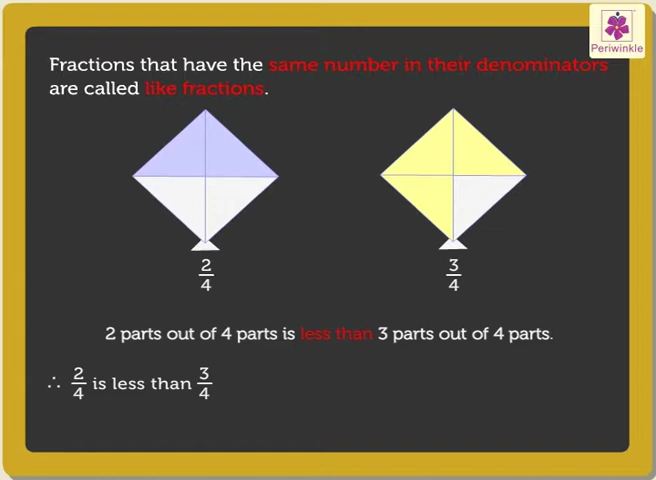 Periwinkle
Fractions that have the same number in their denominators
are called like fractions.
2/4
3/4
2 parts out of 4 parts is less than 3 parts out of 4 parts.
∴ 2/4 is less than 3/4